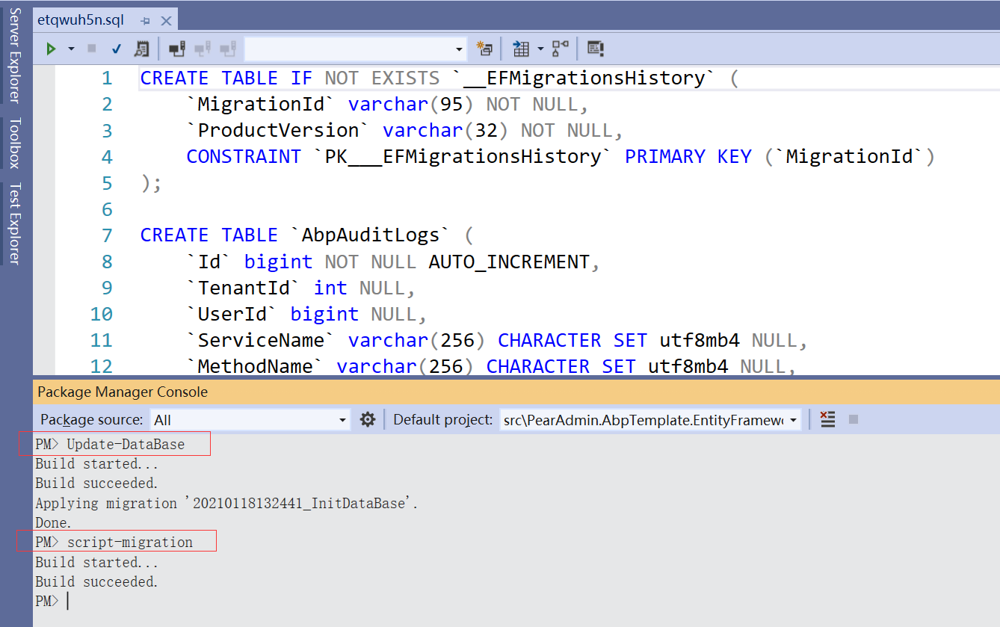 Server Explorer
Toolbox
Test Explorer
etqwuh5n.sql
1 CREATE TABLE IF NOT EXISTS `__EFMigrationsHistory` (
2 `MigrationId` varchar(95) NOT NULL,
3 `ProductVersion` varchar(32) NOT NULL,
4 CONSTRAINT `PK___EFMigrationsHistory` PRIMARY KEY (`MigrationId`)
5 );
6
7 CREATE TABLE `AbpAuditLogs` (
8 `Id` bigint NOT NULL AUTO_INCREMENT,
9 `TenantId` int NULL,
10 `UserId` bigint NULL,
11 `ServiceName` varchar(256) CHARACTER SET utf8mb4 NULL,
12 `MethodName` varchar(256) CHARACTER SET utf8mb4 NULL,
Package Manager Console
Package source: All Default project: src\PearAdmin.AbpTemplate.EntityFramew
PM> Update-DataBase
Build started...
Build succeeded.
Applying migration '20210118132441_InitDataBase'.
Done.
PM> script-migration
Build started...
Build succeeded.
PM>